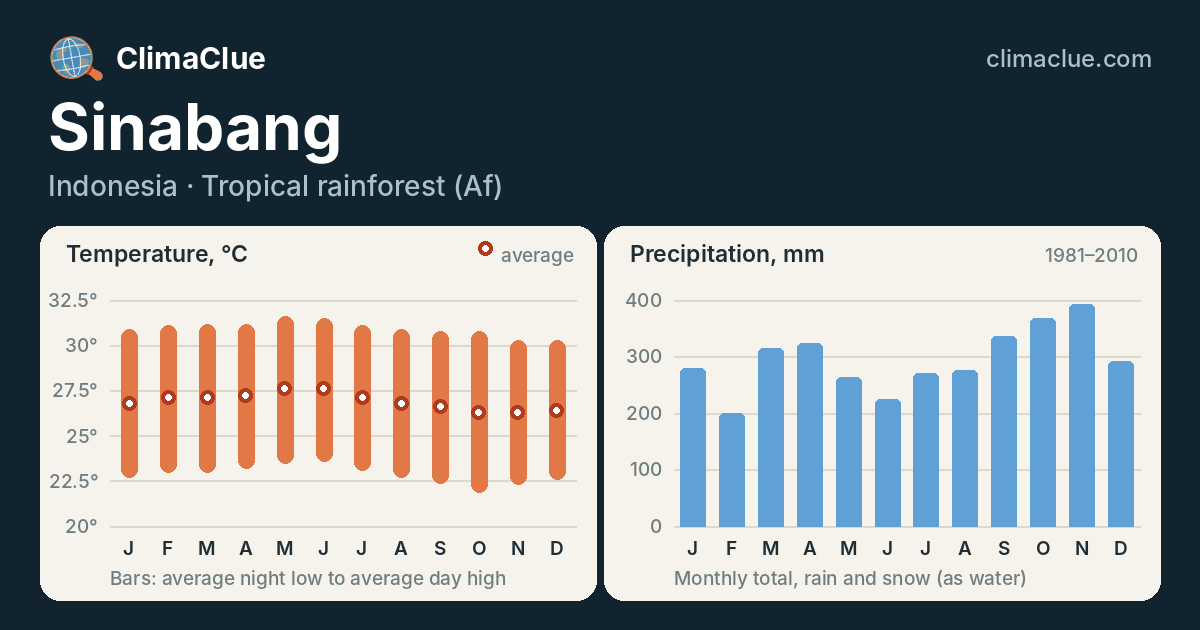 ClimaClue
climaclue.com
Sinabang
Indonesia · Tropical rainforest (Af)
Temperature, °C
average
32.5°
30°
27.5°
25°
22.5°
20°
J F M A M J J A S O N D
Bars: average night low to average day high
Precipitation, mm
1981–2010
400
300
200
100
0
J F M A M J J A S O N D
Monthly total, rain and snow (as water)